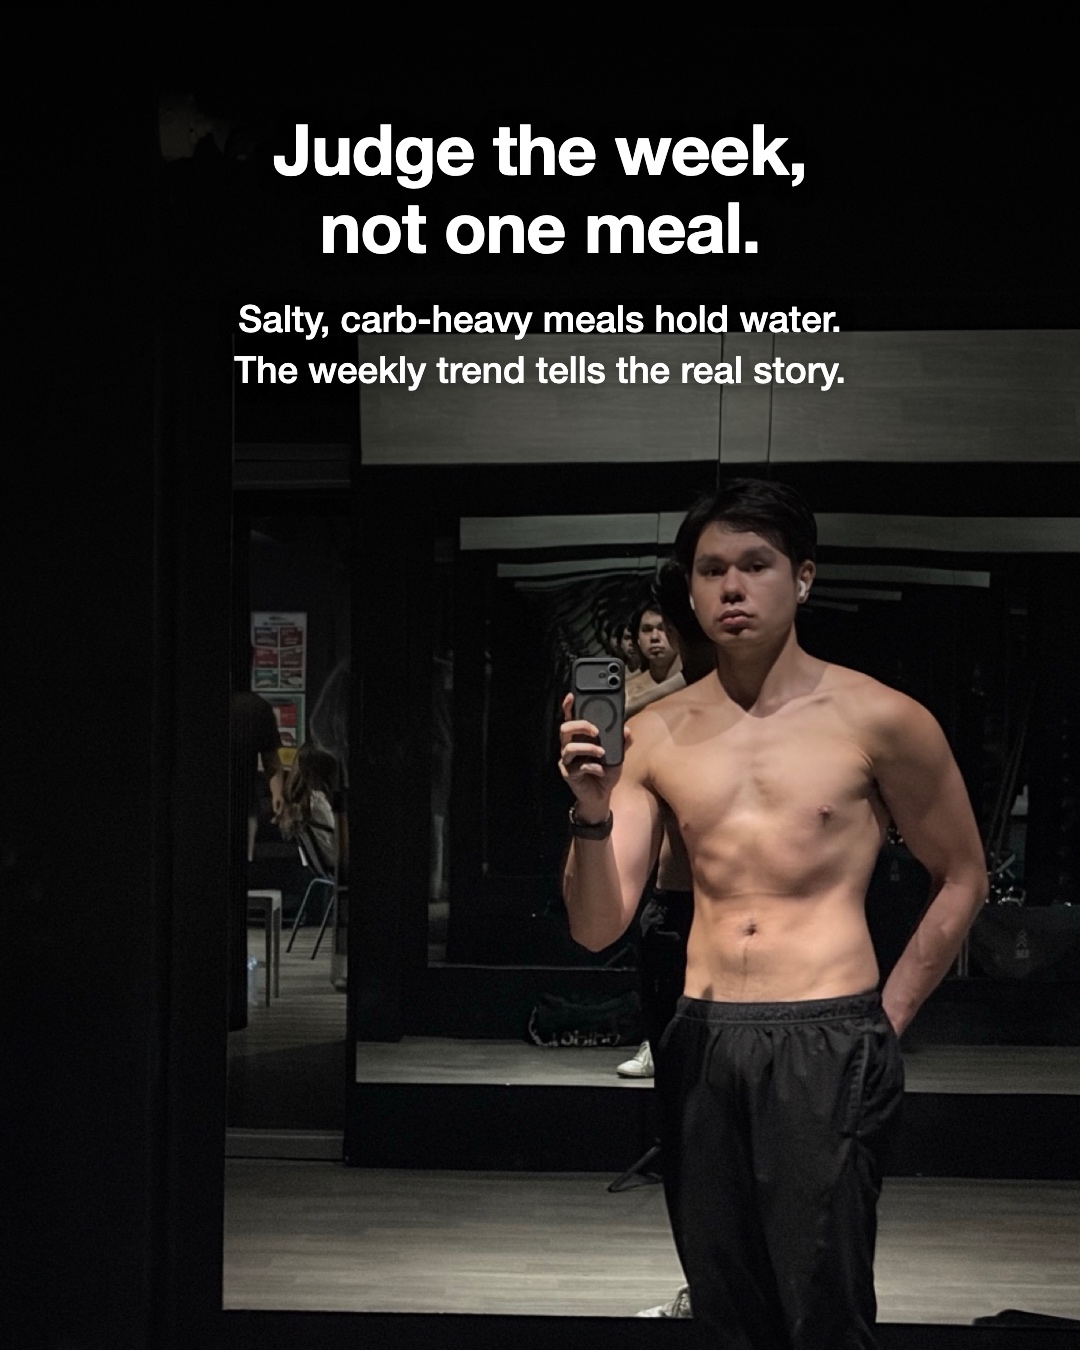 Judge the week,
not one meal.
Salty, carb-heavy meals hold water.
The weekly trend tells the real story.